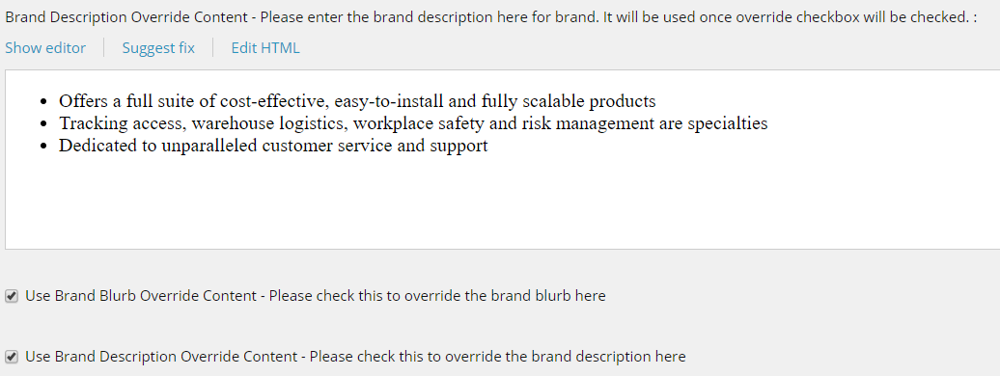 Brand Description Override Content - Please enter the brand description here for brand. It will be used once override checkbox will be checked. :
Show editor Suggest fix Edit HTML
• Offers a full suite of cost-effective, easy-to-install and fully scalable products
• Tracking access, warehouse logistics, workplace safety and risk management are specialties
• Dedicated to unparalleled customer service and support
Use Brand Blurb Override Content - Please check this to override the brand blurb here
Use Brand Description Override Content - Please check this to override the brand description here